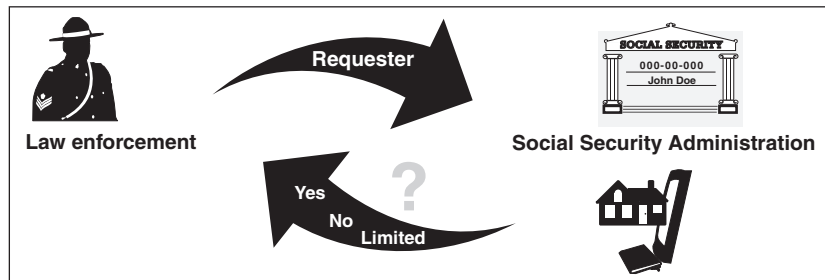 Requester
SOCIAL SECURITY
000-00-000
John Doe
Law enforcement
Social Security Administration
?
Yes
No
Limited